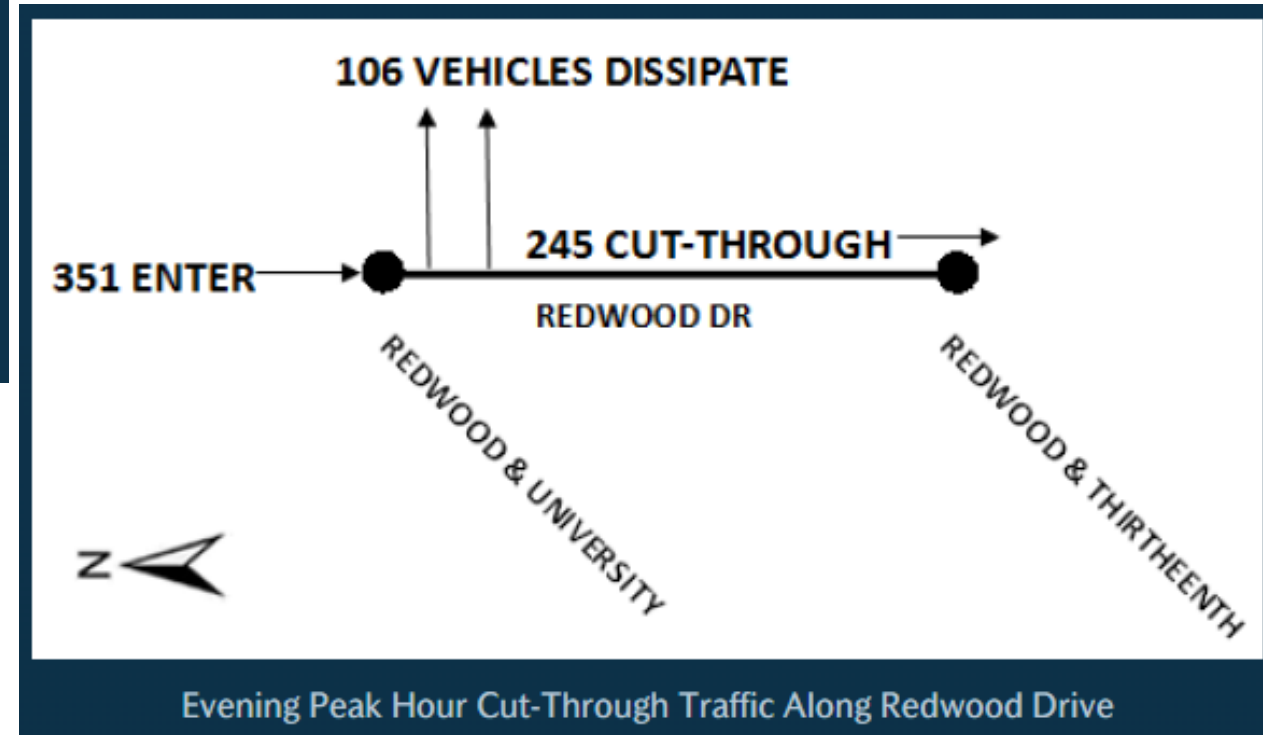 106 VEHICLES DISSIPATE
245 CUT-THROUGH
351 ENTER
REDWOOD DR
REDWOOD & UNIVERSITY
REDWOOD & THIRTHEENTH
N
Evening Peak Hour Cut-Through Traffic Along Redwood Drive